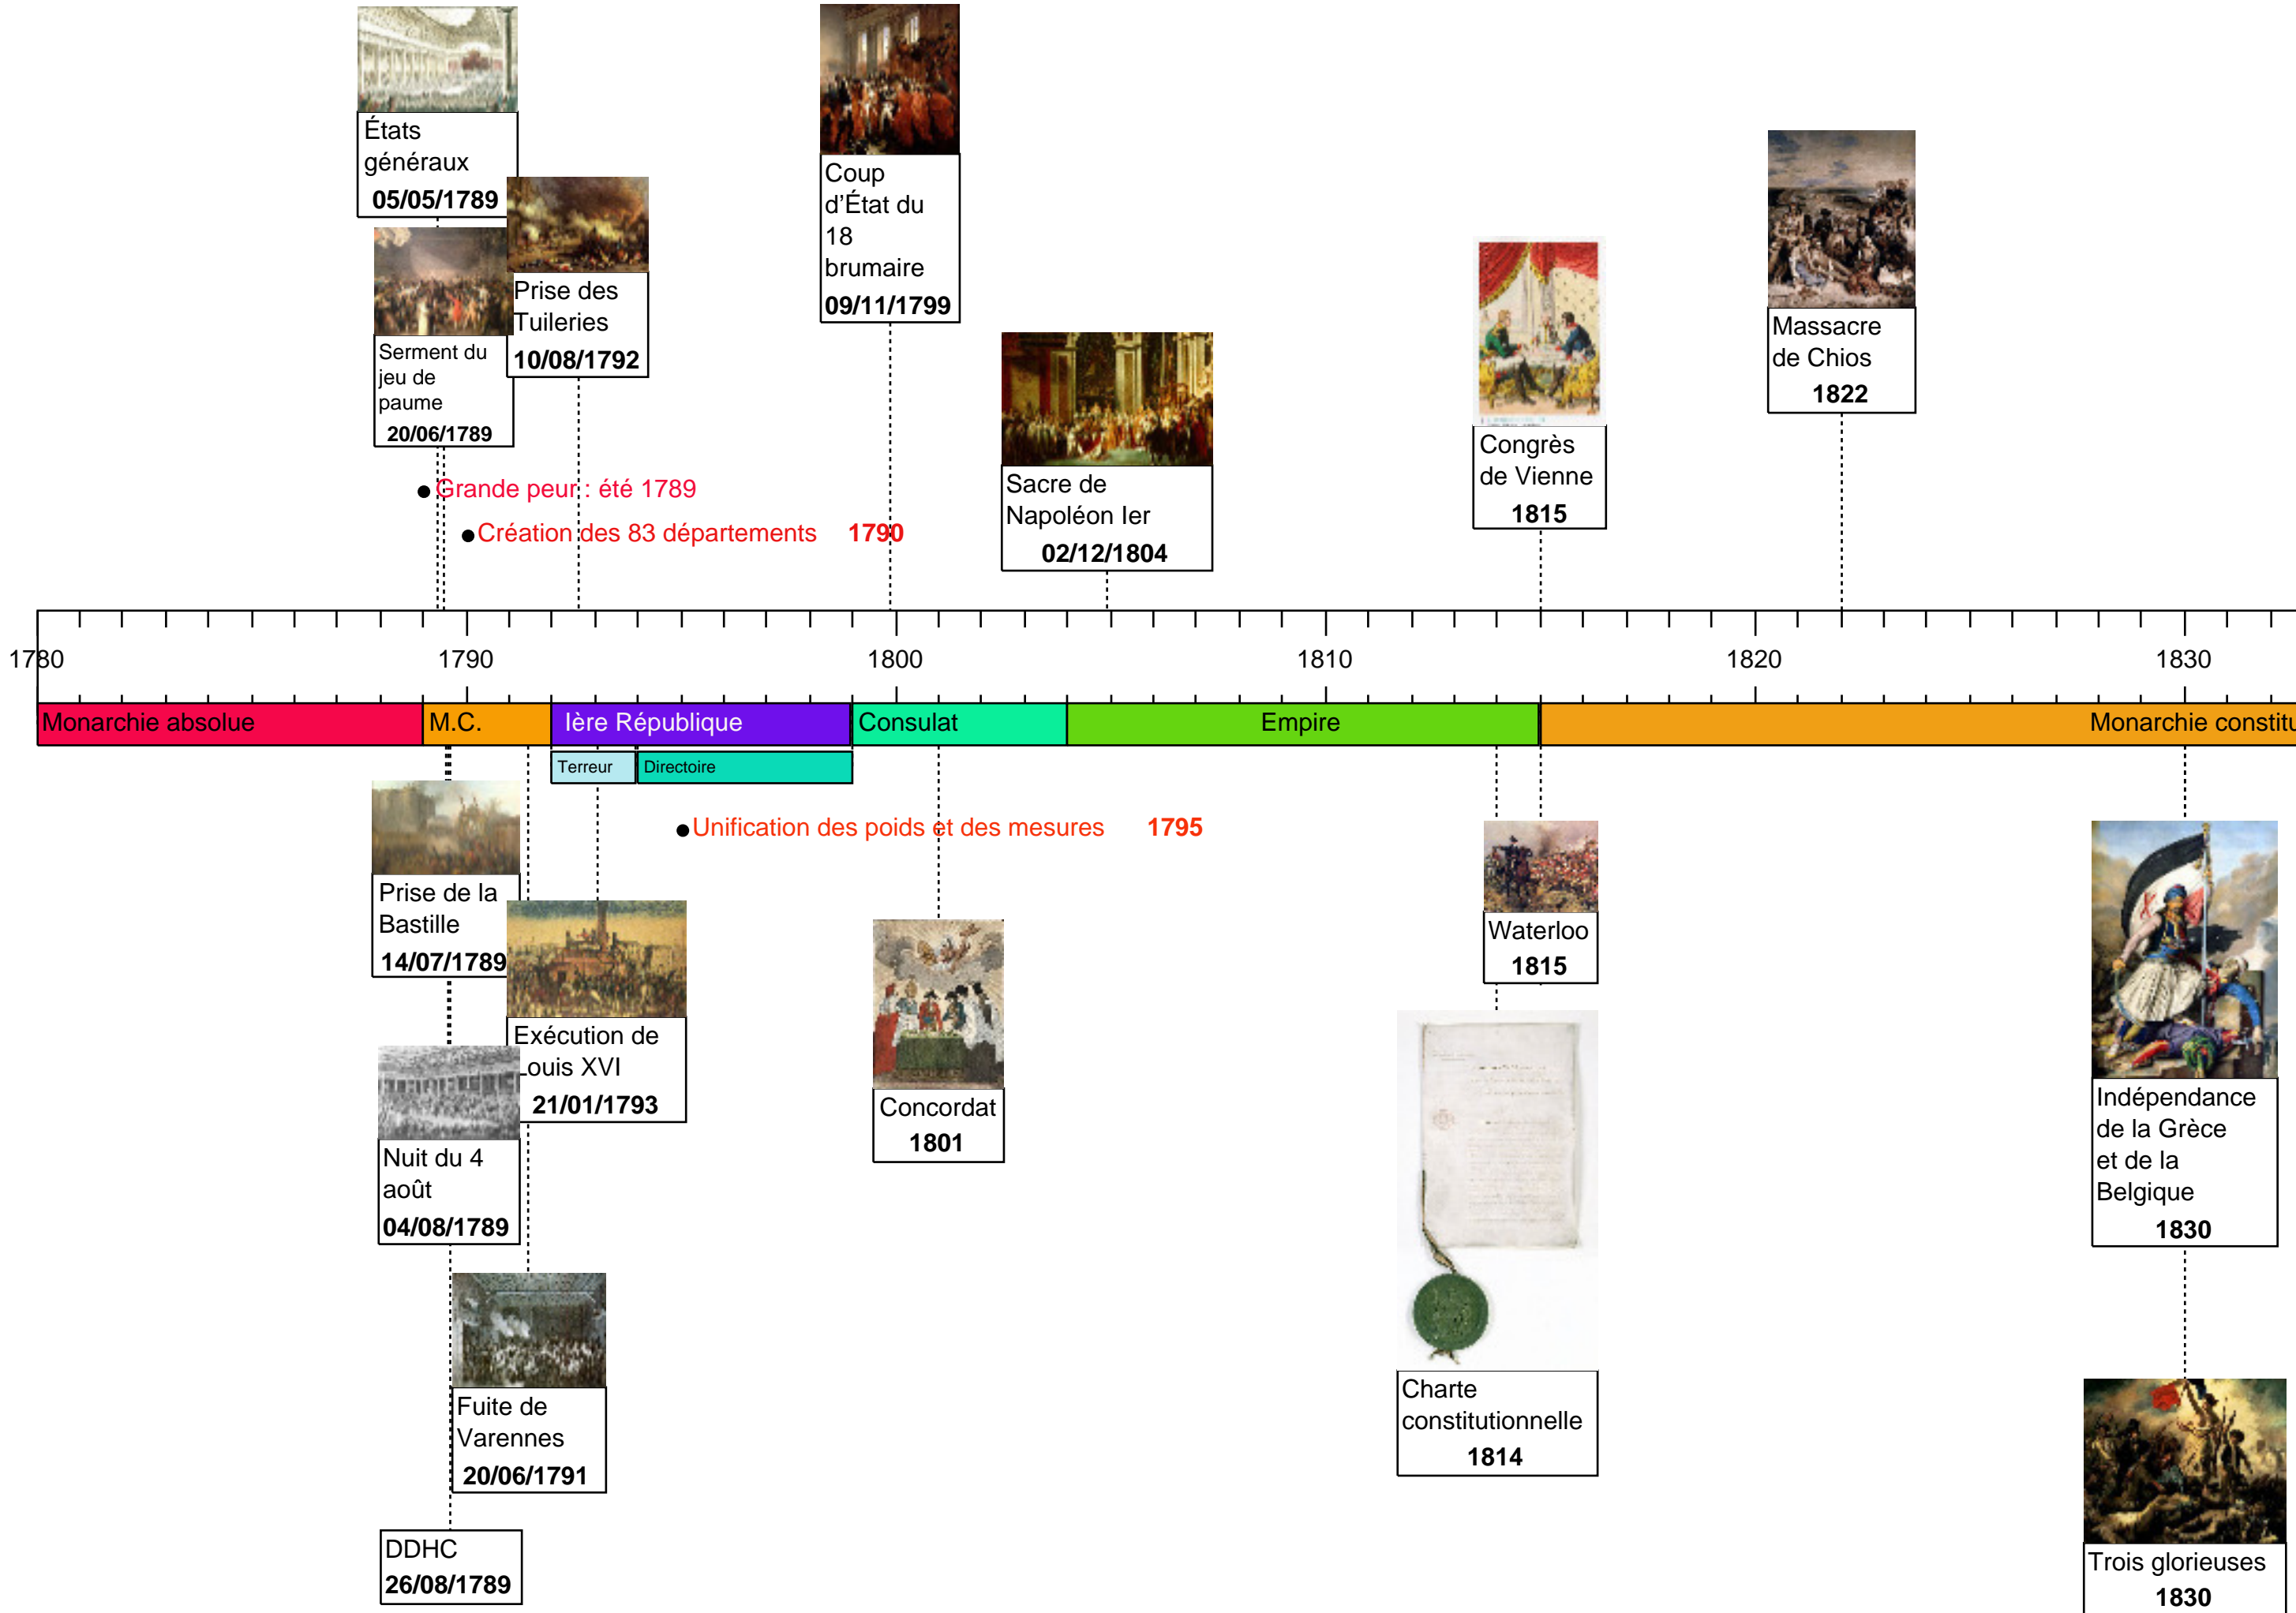 États
généraux
05/05/1789
Serment du
jeu de
paume
20/06/1789
Prise des
Tuileries
10/08/1792
Coup
d’État du
18
brumaire
09/11/1799
Sacre de
Napoléon Ier
02/12/1804
Congrès
de Vienne
1815
Massacre
de Chios
1822
Grande peur : été 1789
Création des 83 départements 1790
1780 1790 1800 1810 1820 1830
Monarchie absolue M.C. Ière République Consulat Empire Monarchie constitu
Terreur Directoire
Unification des poids et des mesures 1795
Prise de la
Bastille
14/07/1789
Exécution de
Louis XVI
21/01/1793
Nuit du 4
août
04/08/1789
Fuite de
Varennes
20/06/1791
DDHC
26/08/1789
Concordat
1801
Waterloo
1815
Charte
constitutionnelle
1814
Indépendance
de la Grèce
et de la
Belgique
1830
Trois glorieuses
1830